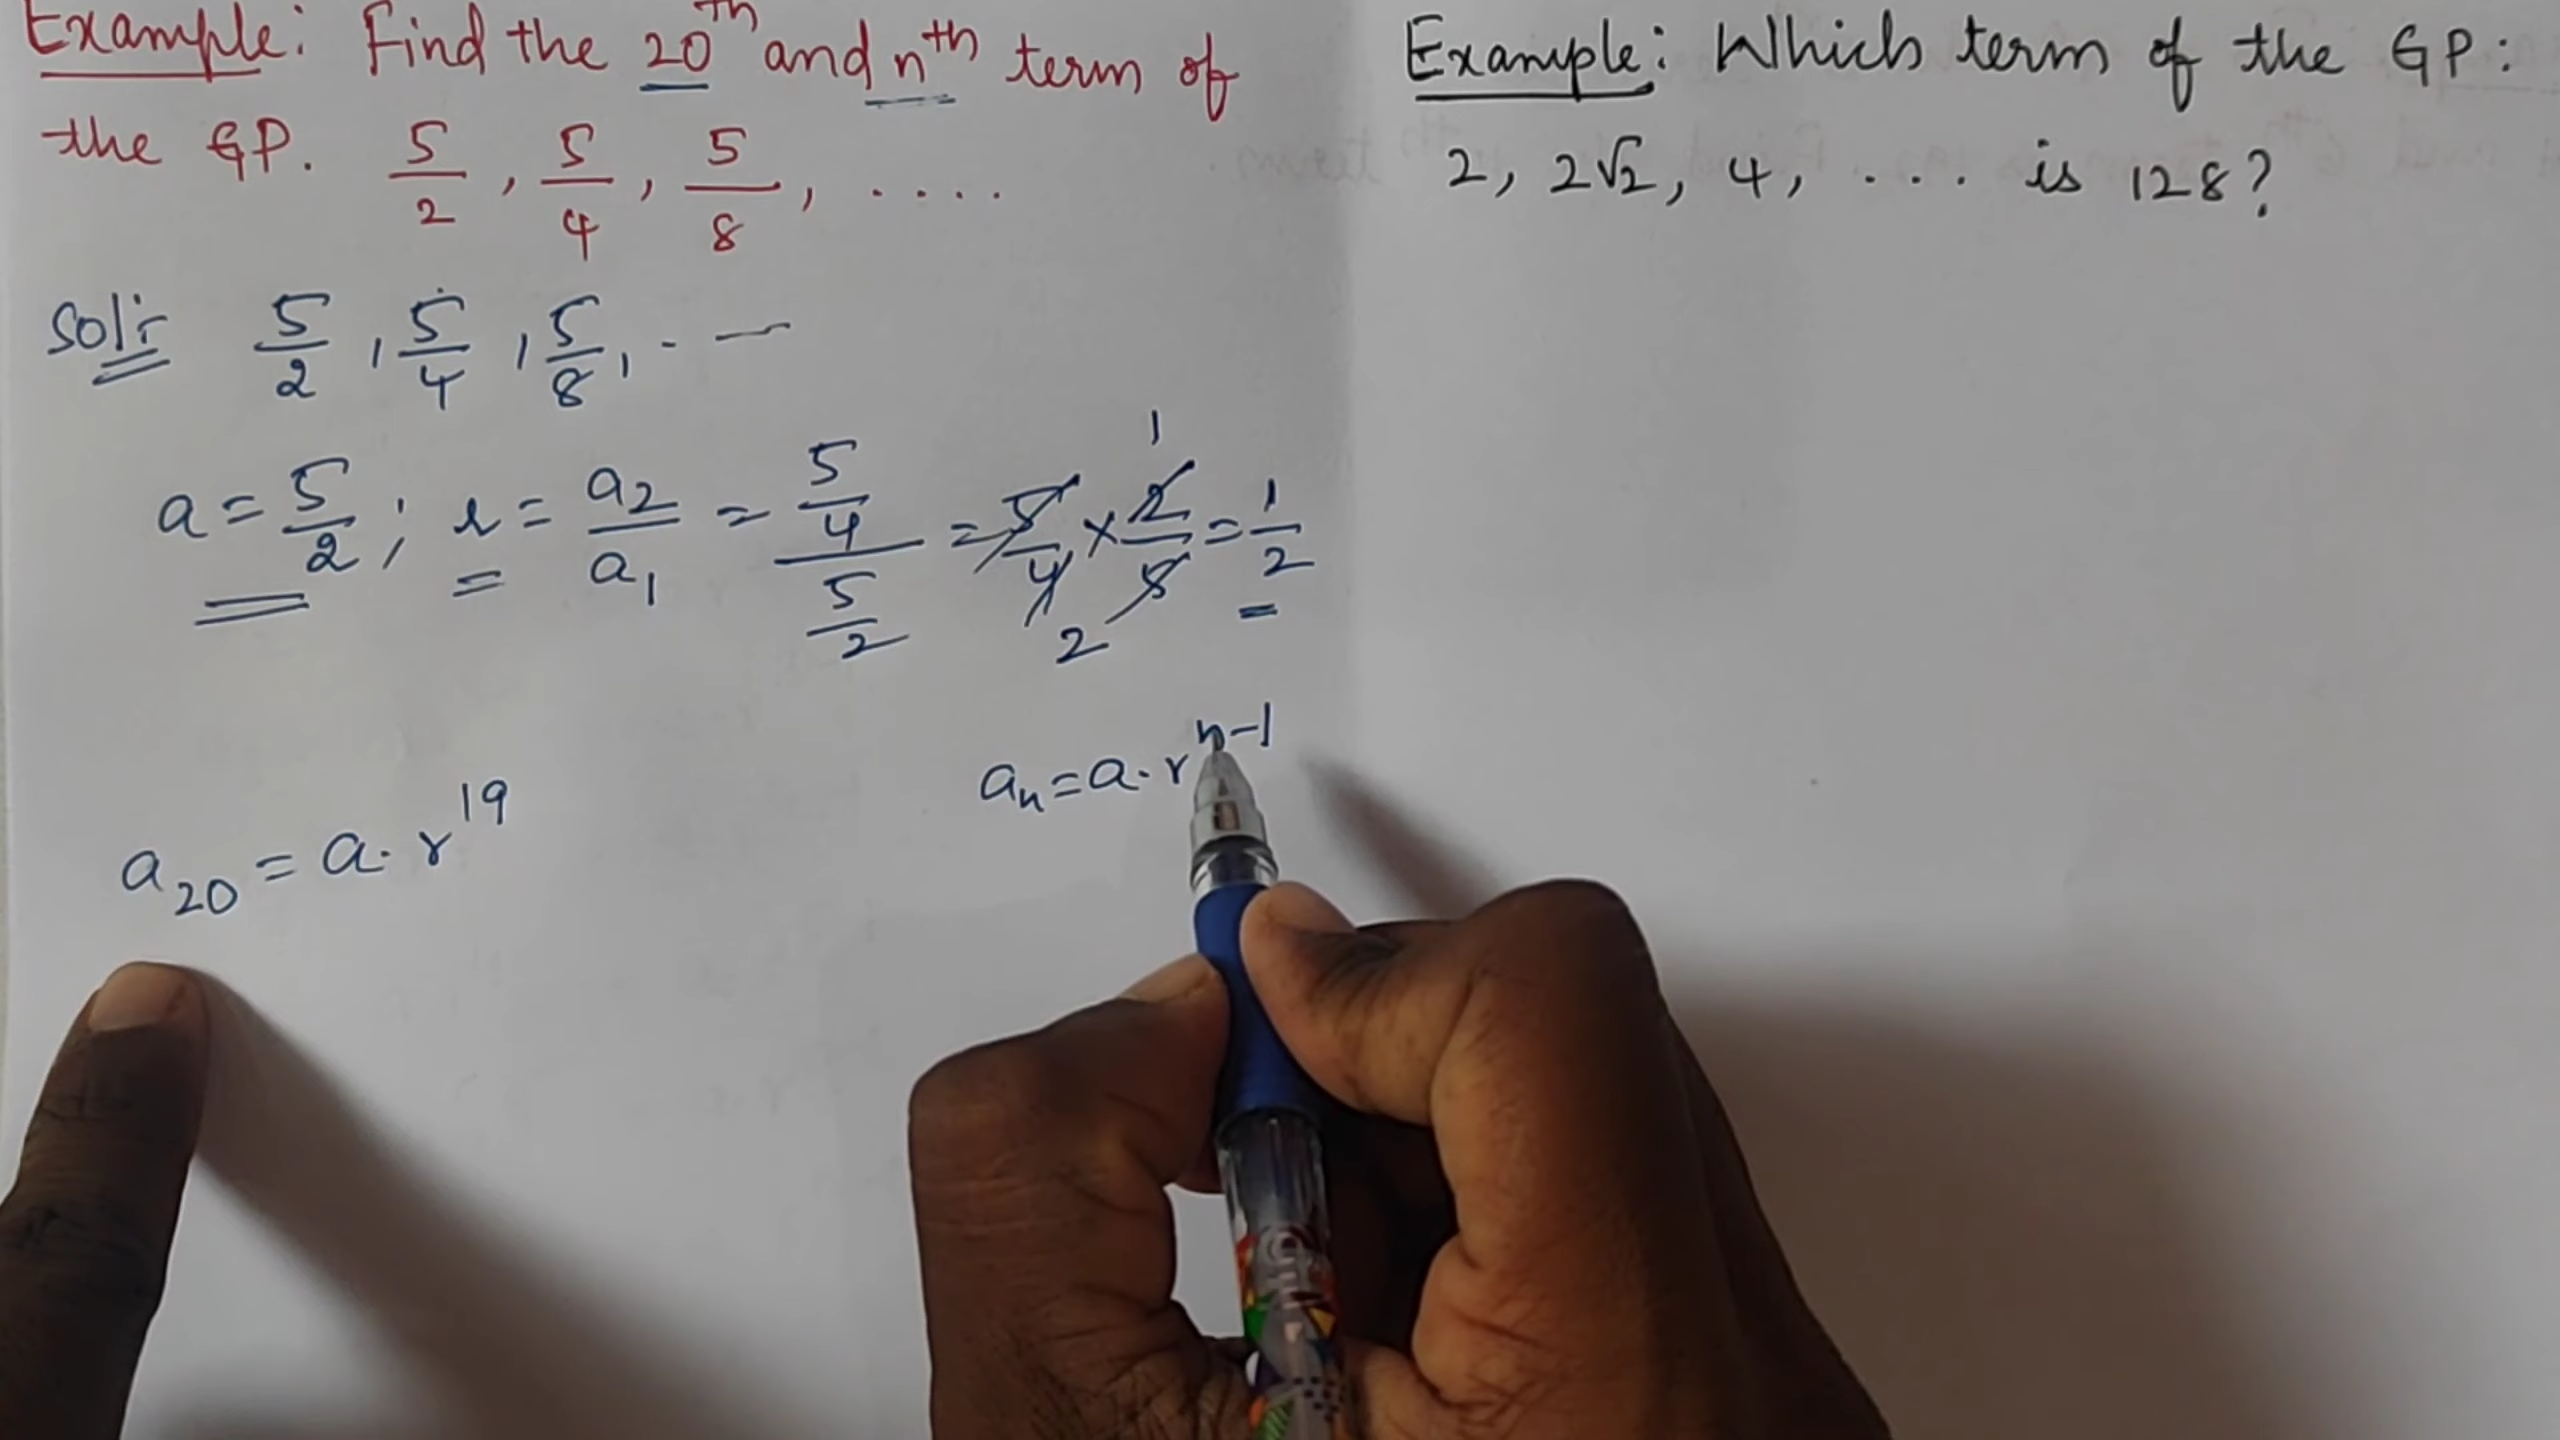 Example: Find the 20th and nth term of
the GP. 5/2, 5/4, 5/8, ....
Sol:- 5/2, 5/4, 5/8, . —
a = 5/2 ; r = a2/a1 = (5/4)/(5/2) = 5/4 × 2/5 = 1/2
1
2
an = a · r^n-1
a20 = a · r^19
Example: Which term of the GP:
2, 2√2, 4, ... is 128?